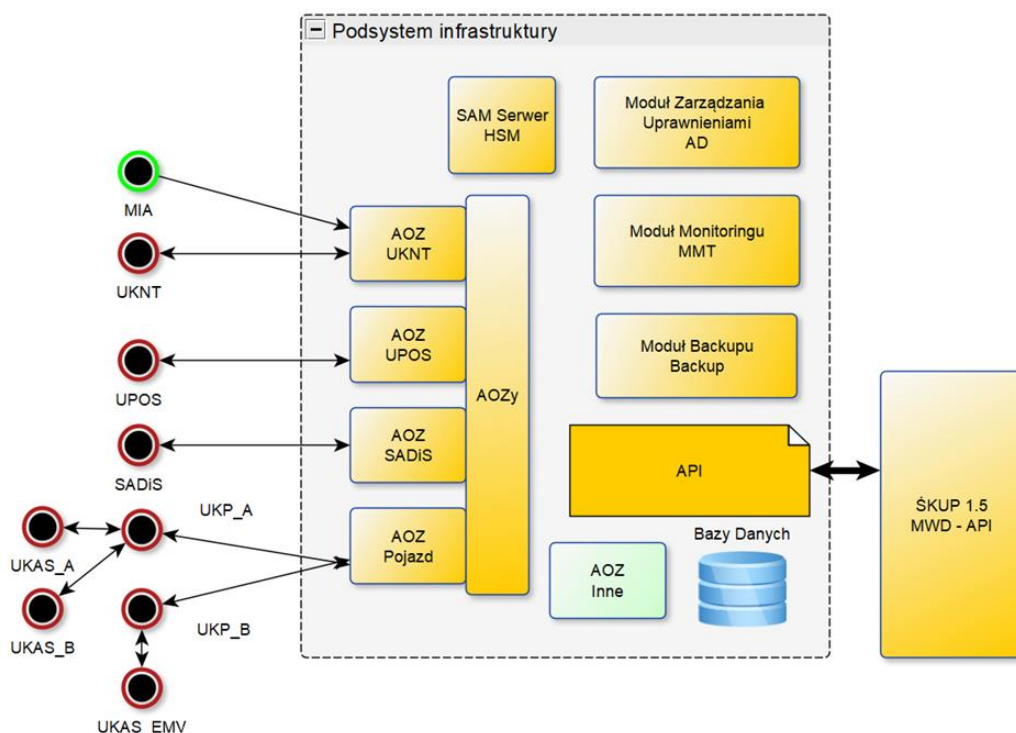 Podsystem infrastruktury
SAM Serwer
HSM
Moduł Zarządzania
Uprawnieniami
AD
MIA
AOZ
UKNT
Moduł Monitoringu
MMT
UKNT
AOZ
UPOS
Moduł Backupu
Backup
UPOS
AOZy
AOZ
SADiS
API
ŚKUP 1.5
MWD - API
SADiS
UKP_A
AOZ
Pojazd
Bazy Danych
UKAS_A
AOZ
Inne
UKP_B
UKAS_B
UKAS_EMV